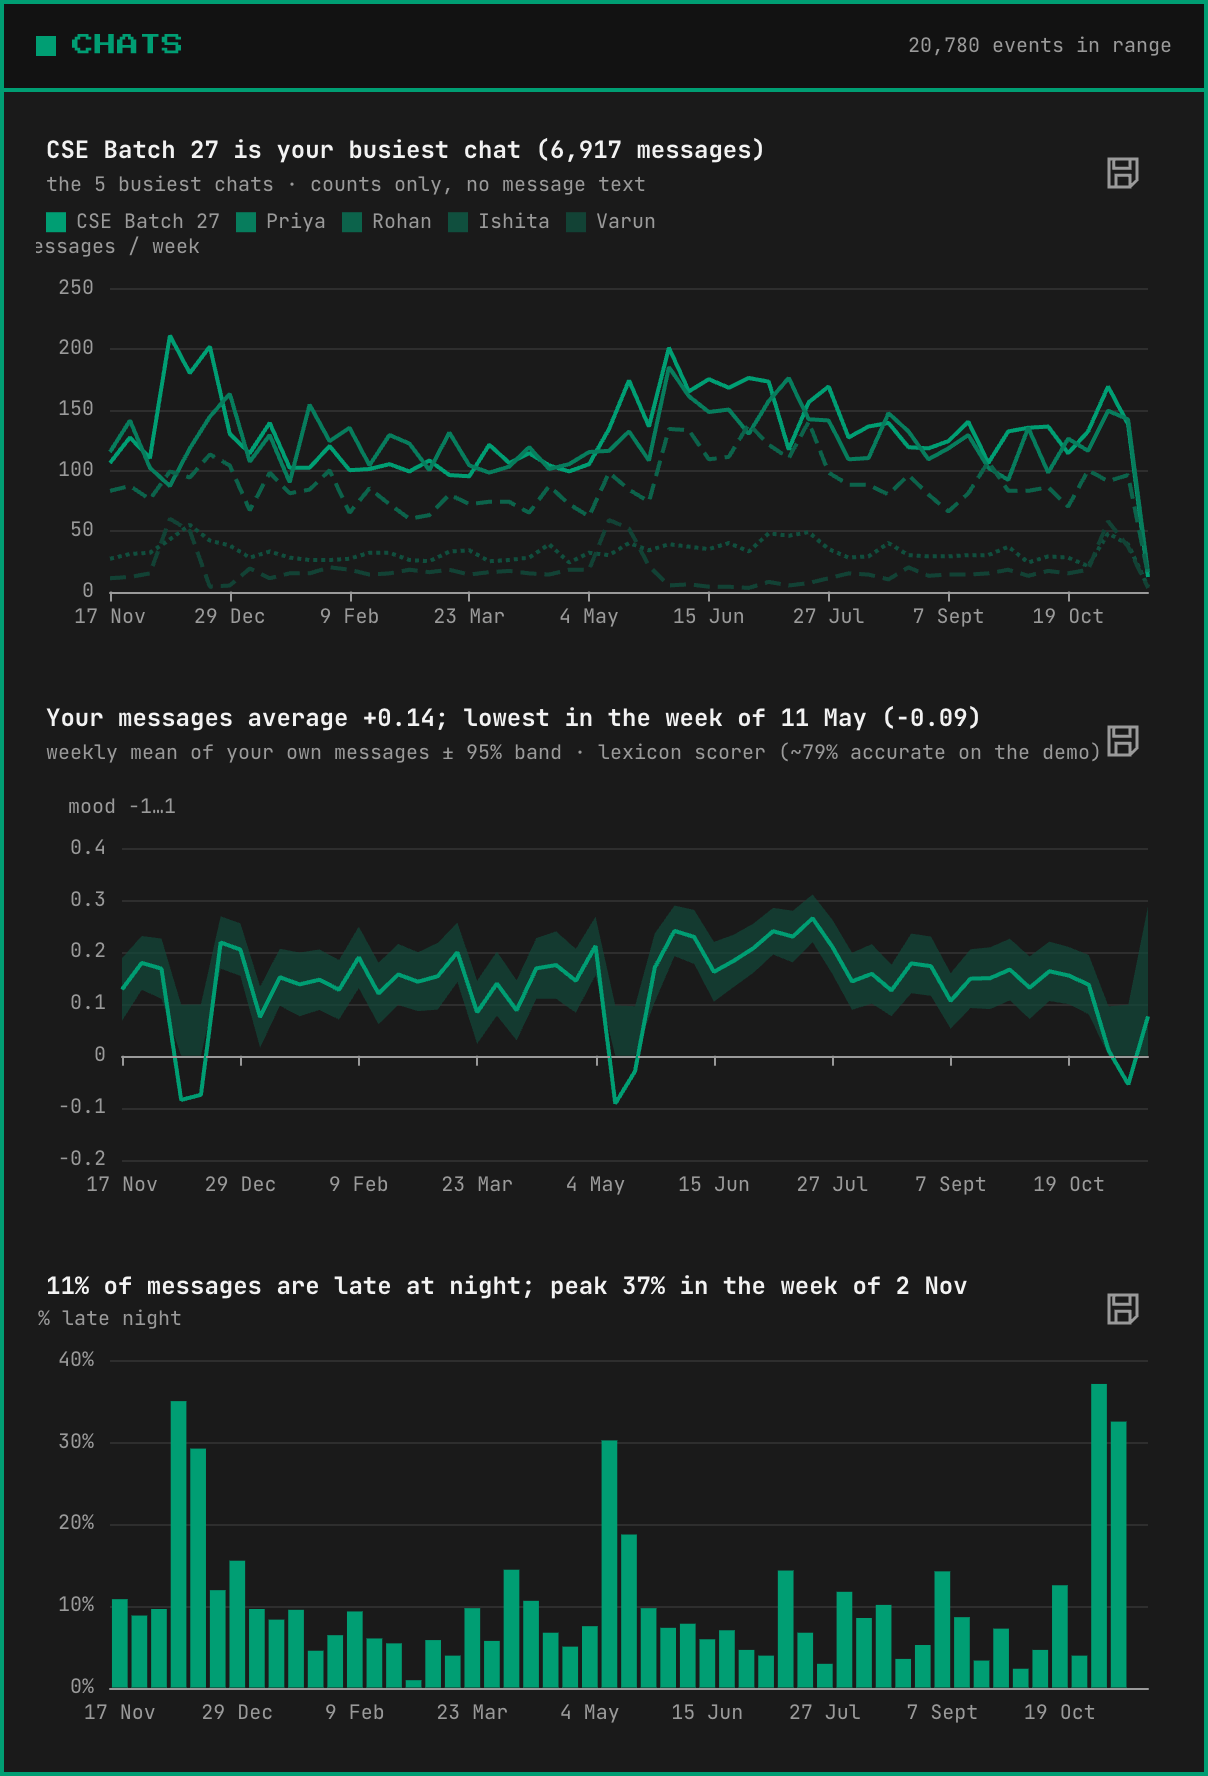 CHATS
20,780 events in range
CSE Batch 27 is your busiest chat (6,917 messages)
the 5 busiest chats · counts only, no message text
CSE Batch 27 Priya Rohan Ishita Varun
essages / week
250
200
150
100
50
0
17 Nov 29 Dec 9 Feb 23 Mar 4 May 15 Jun 27 Jul 7 Sept 19 Oct
Your messages average +0.14; lowest in the week of 11 May (-0.09)
weekly mean of your own messages ± 95% band · lexicon scorer (~79% accurate on the demo)
mood -1…1
0.4
0.3
0.2
0.1
0
-0.1
-0.2
17 Nov 29 Dec 9 Feb 23 Mar 4 May 15 Jun 27 Jul 7 Sept 19 Oct
11% of messages are late at night; peak 37% in the week of 2 Nov
% late night
40%
30%
20%
10%
0%
17 Nov 29 Dec 9 Feb 23 Mar 4 May 15 Jun 27 Jul 7 Sept 19 Oct